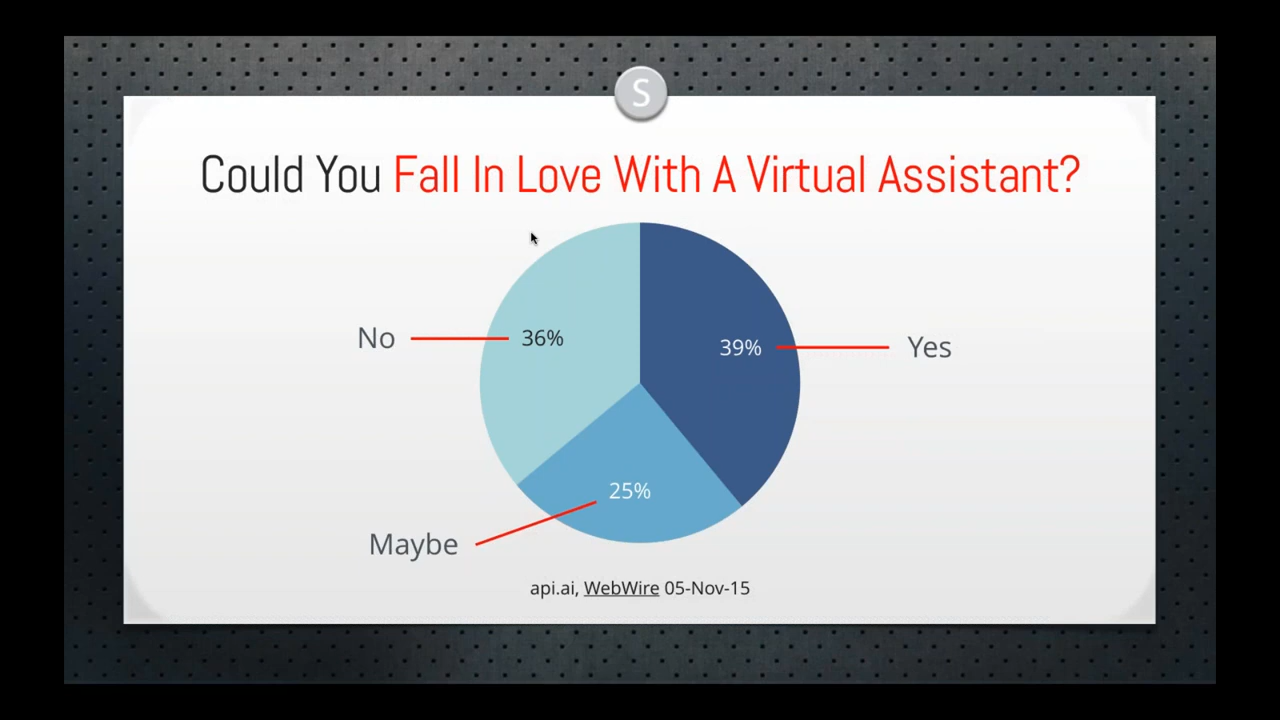 S
Could You Fall In Love With A Virtual Assistant?
No
36%
39%
Yes
25%
Maybe
api.ai, WebWire 05-Nov-15